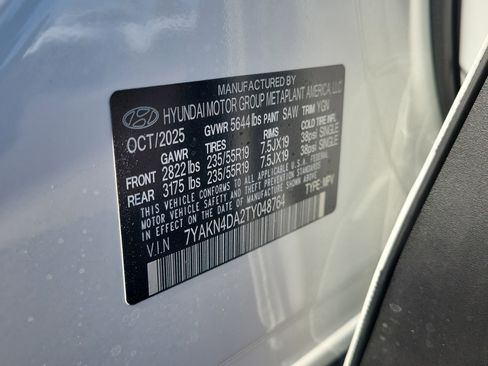 MANUFACTURED BY
HYUNDAI MOTOR GROUP METAPLANT AMERICA, LLC
OCT/2025 GVWR 5644 lbs PAINT SAW TRIM YGN
GAWR TIRES RIMS COLD TIRE INFL.
FRONT 2822 lbs 235/55R19 7.5JX19 38psi SINGLE
REAR 3175 lbs 235/55R19 7.5JX19 38psi SINGLE
THIS VEHICLE CONFORMS TO ALL APPLICABLE U.S.A. FEDERAL
MOTOR VEHICLE SAFETY AND THEFT PREVENTION STANDARDS
IN EFFECT ON THE DATE OF MANUFACTURE SHOWN ABOVE.
V.I.N 7YAKN4DA2TY048764 TYPE MPV